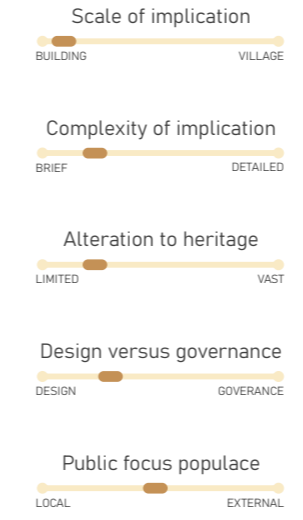 Scale of implication
BUILDING VILLAGE
Complexity of implication
BRIEF DETAILED
Alteration to heritage
LIMITED VAST
Design versus governance
DESIGN GOVERANCE
Public focus populace
LOCAL EXTERNAL